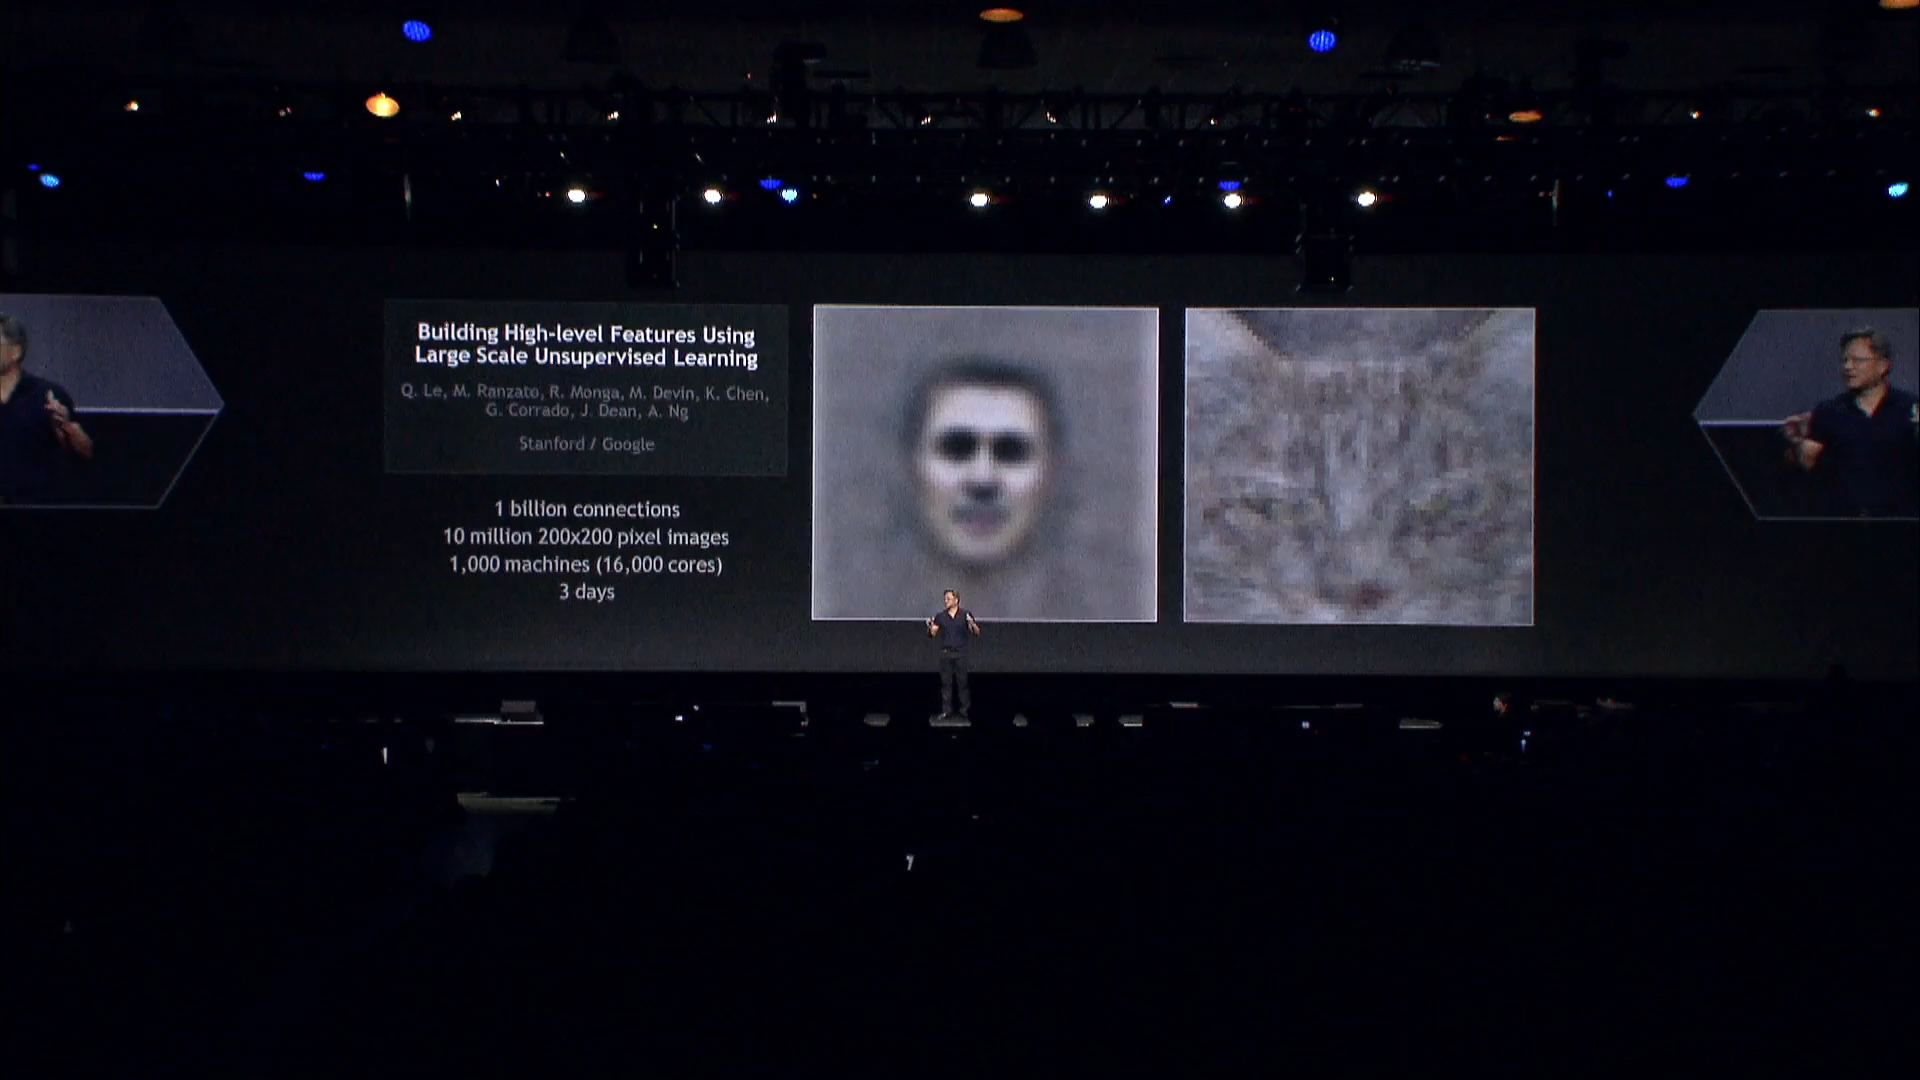 Building High-level Features Using
Large Scale Unsupervised Learning
Q. Le, M. Ranzato, R. Monga, M. Devin, K. Chen,
G. Corrado, J. Dean, A. Ng
Stanford / Google
1 billion connections
10 million 200x200 pixel images
1,000 machines (16,000 cores)
3 days